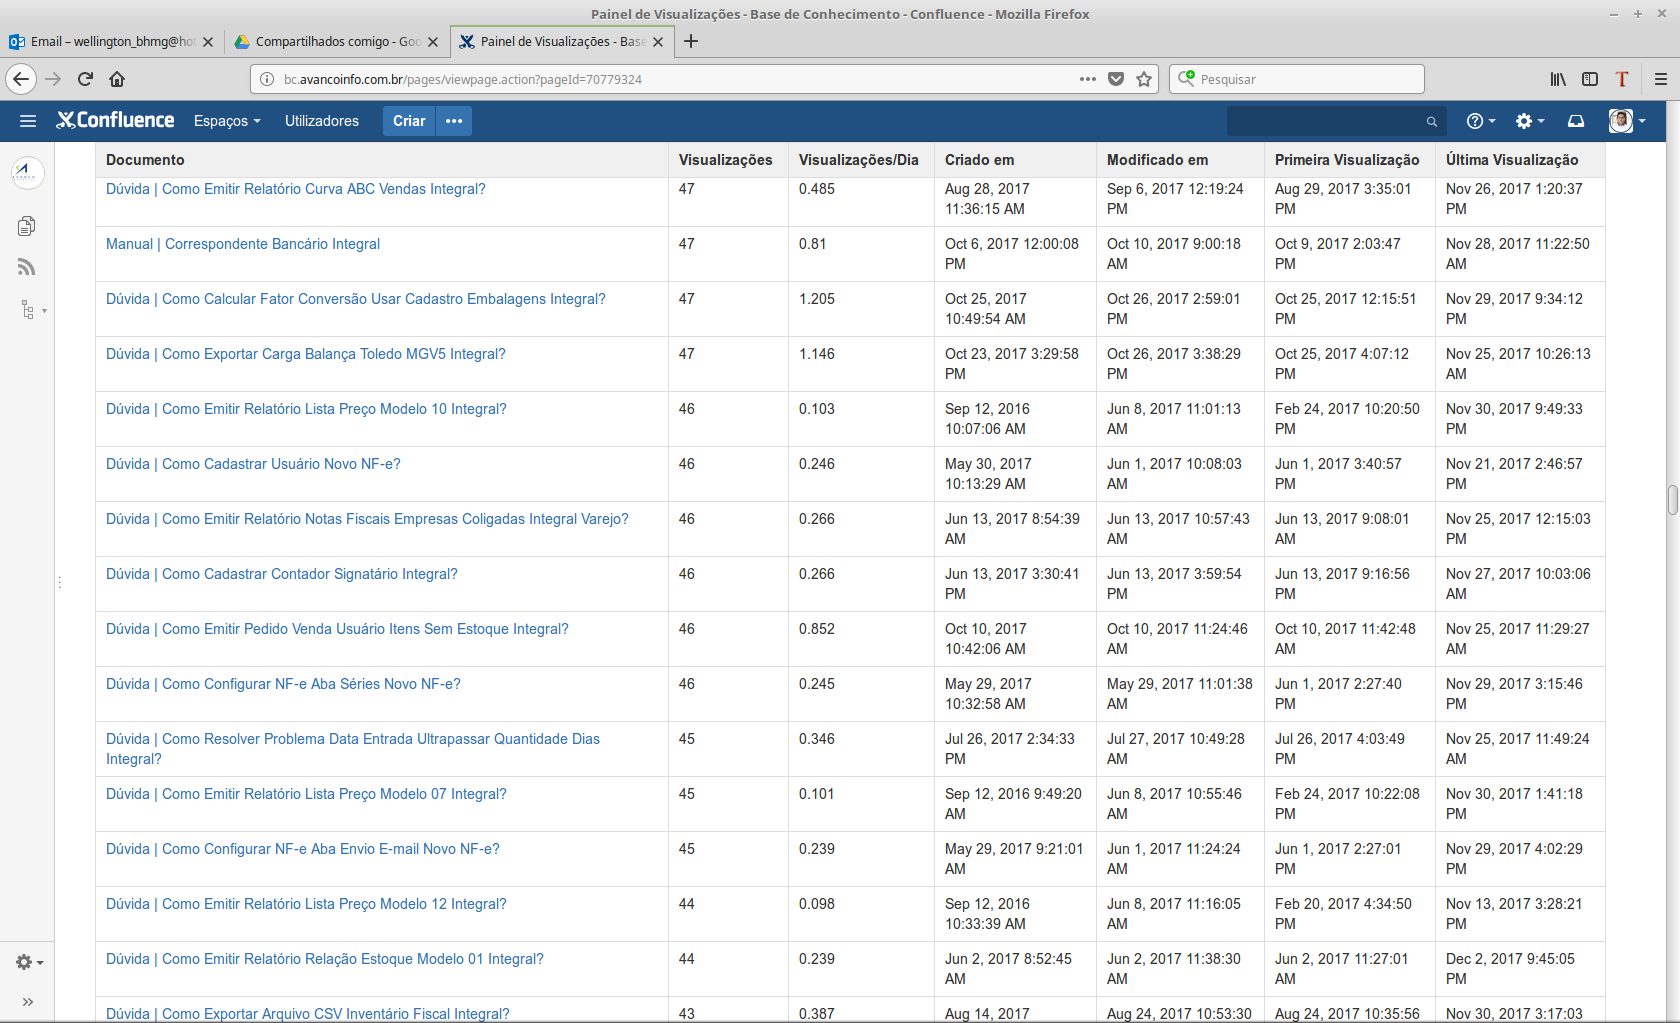 Painel de Visualizações - Base de Conhecimento - Confluence - Mozilla Firefox
Email – wellington_bhmg@ho
Compartilhados comigo - Goo
Painel de Visualizações - Base
bc.avancoinfo.com.br/pages/viewpage.action?pageId=70779324
Pesquisar
Confluence
Espaços
Utilizadores
Criar
Documento Visualizações Visualizações/Dia Criado em Modificado em Primeira Visualização Última Visualização
Dúvida | Como Emitir Relatório Curva ABC Vendas Integral? 47 0.485 Aug 28, 2017 Sep 6, 2017 12:19:24 Aug 29, 2017 3:35:01 Nov 26, 2017 1:20:37
11:36:15 AM PM PM PM
Manual | Correspondente Bancário Integral 47 0.81 Oct 6, 2017 12:00:08 Oct 10, 2017 9:00:18 Oct 9, 2017 2:03:47 Nov 28, 2017 11:22:50
PM AM PM AM
Dúvida | Como Calcular Fator Conversão Usar Cadastro Embalagens Integral? 47 1.205 Oct 25, 2017 Oct 26, 2017 2:59:01 Oct 25, 2017 12:15:51 Nov 29, 2017 9:34:12
10:49:54 AM PM PM PM
Dúvida | Como Exportar Carga Balança Toledo MGV5 Integral? 47 1.146 Oct 23, 2017 3:29:58 Oct 26, 2017 3:38:29 Oct 25, 2017 4:07:12 Nov 25, 2017 10:26:13
PM PM PM AM
Dúvida | Como Emitir Relatório Lista Preço Modelo 10 Integral? 46 0.103 Sep 12, 2016 Jun 8, 2017 11:01:13 Feb 24, 2017 10:20:50 Nov 30, 2017 9:49:33
10:07:06 AM AM PM PM
Dúvida | Como Cadastrar Usuário Novo NF-e? 46 0.246 May 30, 2017 Jun 1, 2017 10:08:03 Jun 1, 2017 3:40:57 Nov 21, 2017 2:46:57
10:13:29 AM AM PM PM
Dúvida | Como Emitir Relatório Notas Fiscais Empresas Coligadas Integral Varejo? 46 0.266 Jun 13, 2017 8:54:39 Jun 13, 2017 10:57:43 Jun 13, 2017 9:08:01 Nov 25, 2017 12:15:03
AM AM AM PM
Dúvida | Como Cadastrar Contador Signatário Integral? 46 0.266 Jun 13, 2017 3:30:41 Jun 13, 2017 3:59:54 Jun 13, 2017 9:16:56 Nov 27, 2017 10:03:06
PM PM PM AM
Dúvida | Como Emitir Pedido Venda Usuário Itens Sem Estoque Integral? 46 0.852 Oct 10, 2017 Oct 10, 2017 11:24:46 Oct 10, 2017 11:42:48 Nov 25, 2017 11:29:27
10:42:06 AM AM AM AM
Dúvida | Como Configurar NF-e Aba Séries Novo NF-e? 46 0.245 May 29, 2017 May 29, 2017 11:01:38 Jun 1, 2017 2:27:40 Nov 29, 2017 3:15:46
10:32:58 AM AM PM PM
Dúvida | Como Resolver Problema Data Entrada Ultrapassar Quantidade Dias 45 0.346 Jul 26, 2017 2:34:33 Jul 27, 2017 10:49:28 Jul 26, 2017 4:03:49 Nov 25, 2017 11:49:24
Integral? PM AM PM AM
Dúvida | Como Emitir Relatório Lista Preço Modelo 07 Integral? 45 0.101 Sep 12, 2016 9:49:20 Jun 8, 2017 10:55:46 Feb 24, 2017 10:22:08 Nov 30, 2017 1:41:18
AM AM PM PM
Dúvida | Como Configurar NF-e Aba Envio E-mail Novo NF-e? 45 0.239 May 29, 2017 9:21:01 Jun 1, 2017 11:24:24 Jun 1, 2017 2:27:01 Nov 29, 2017 4:02:29
AM AM PM PM
Dúvida | Como Emitir Relatório Lista Preço Modelo 12 Integral? 44 0.098 Sep 12, 2016 Jun 8, 2017 11:16:05 Feb 20, 2017 4:34:50 Nov 13, 2017 3:28:21
10:33:39 AM AM PM PM
Dúvida | Como Emitir Relatório Relação Estoque Modelo 01 Integral? 44 0.239 Jun 2, 2017 8:52:45 Jun 2, 2017 11:38:30 Jun 2, 2017 11:27:01 Dec 2, 2017 9:45:05
AM AM AM PM
Dúvida | Como Exportar Arquivo CSV Inventário Fiscal Integral? 43 0.387 Aug 14, 2017 Aug 24, 2017 10:53:30 Aug 24, 2017 10:35:56 Nov 30, 2017 3:17:03